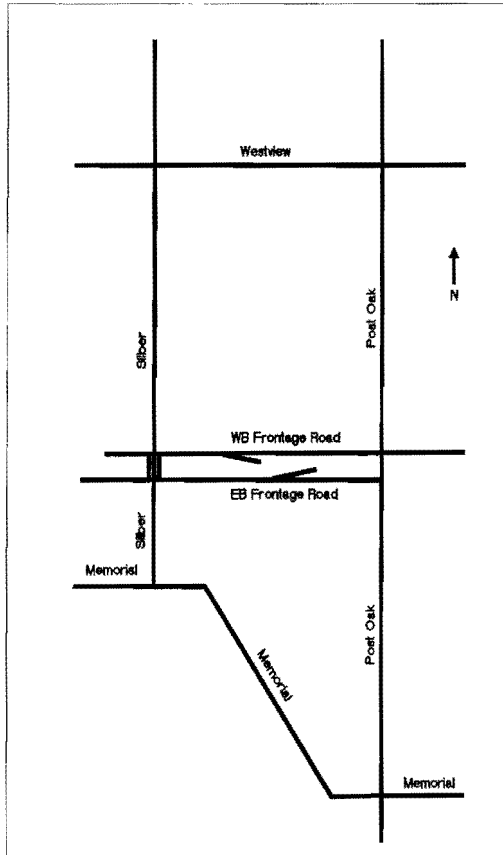 Westview
Silber
Post Oak
N
WB Frontage Road
EB Frontage Road
Silber
Memorial
Memorial
Post Oak
Memorial